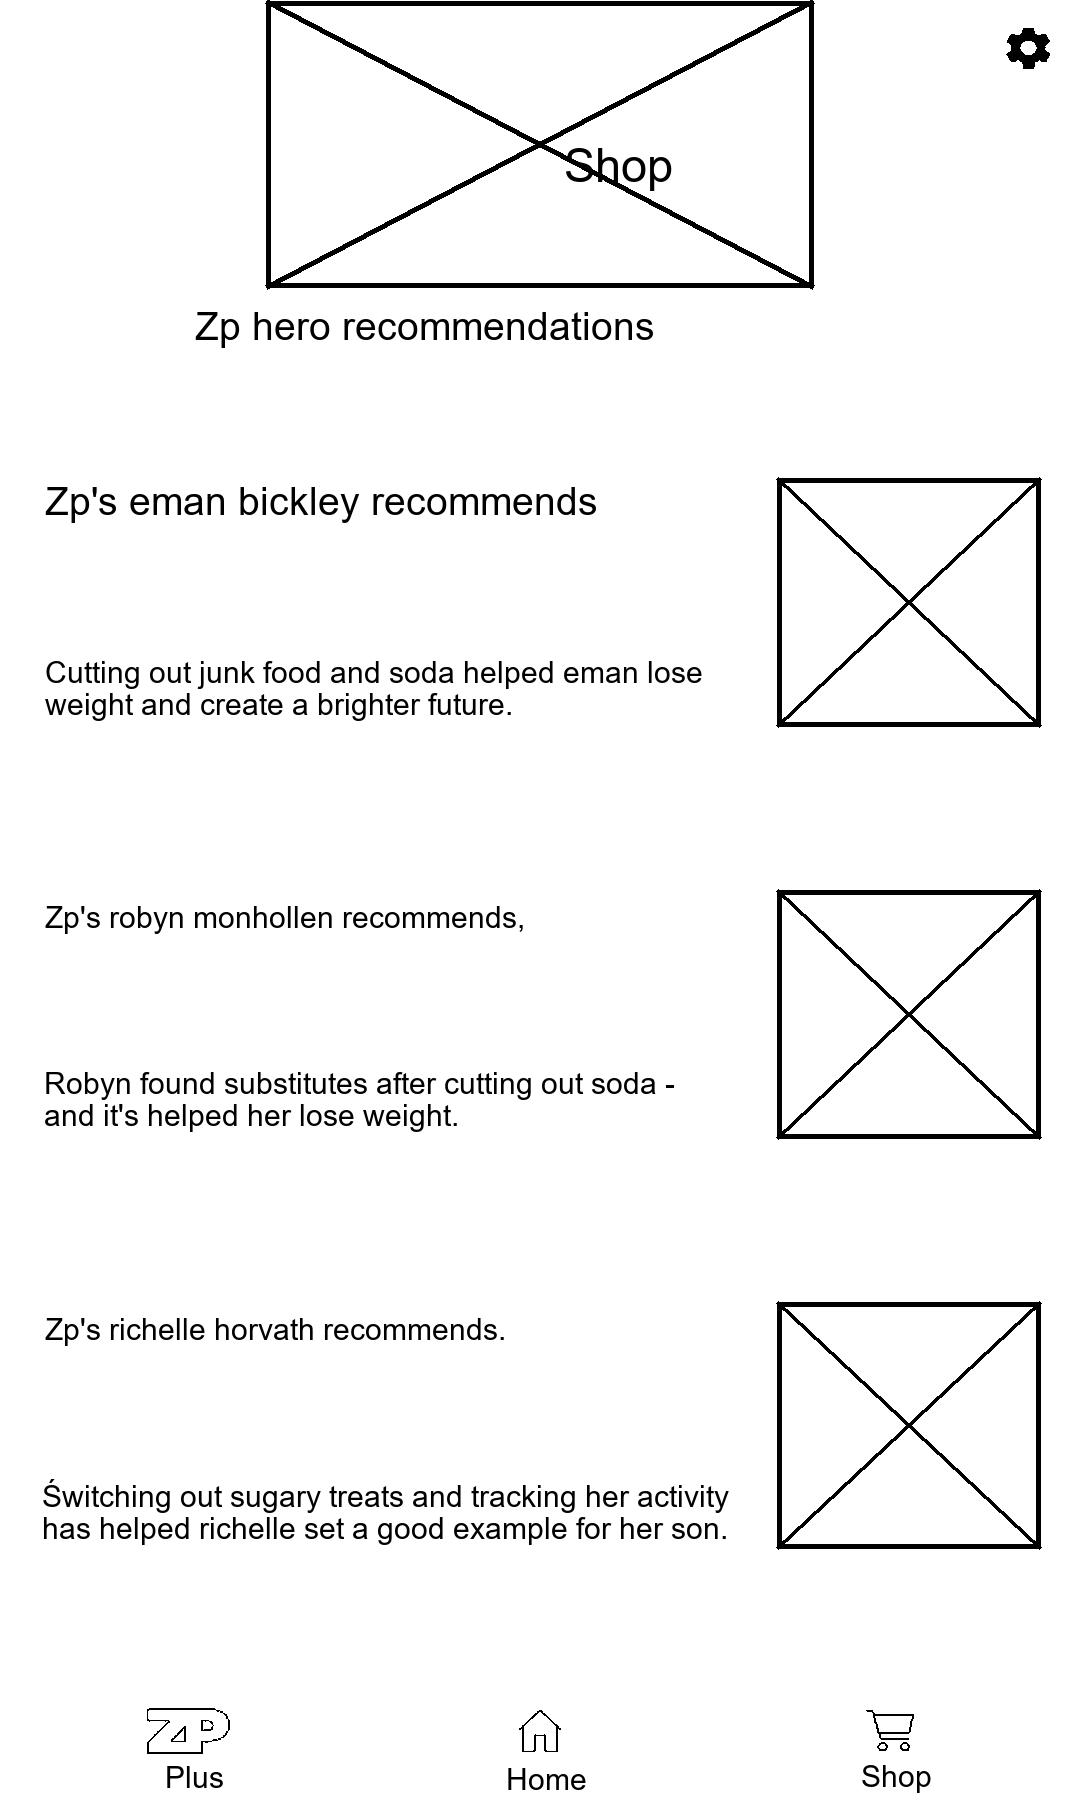 Shop
Zp hero recommendations
Zp's eman bickley recommends
Cutting out junk food and soda helped eman lose
weight and create a brighter future.
Zp's robyn monhollen recommends,
Robyn found substitutes after cutting out soda -
and it's helped her lose weight.
Zp's richelle horvath recommends.
Świtching out sugary treats and tracking her activity
has helped richelle set a good example for her son.
ZP
Plus
Home
Shop